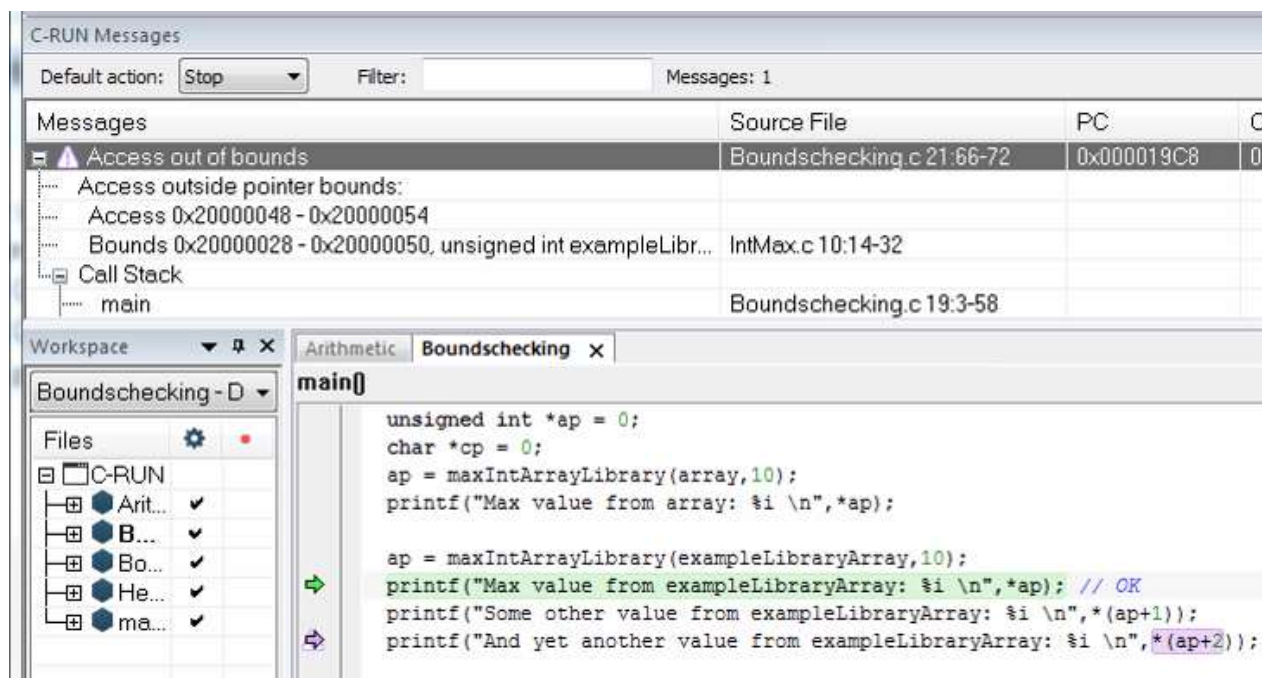 C-RUN Messages
Default action: Stop Filter: Messages: 1
Messages Source File PC
Access out of bounds Boundschecking.c 21:66-72 0x000019C8 0
Access outside pointer bounds:
Access 0x20000048 - 0x20000054
Bounds 0x20000028 - 0x20000050, unsigned int exampleLibr... IntMax.c 10:14-32
Call Stack
main Boundschecking.c 19:3-58
Workspace
Boundschecking - D
Files
C-RUN
Arit...
B...
Bo...
He...
ma...
Arithmetic Boundschecking x
main()
unsigned int *ap = 0;
char *cp = 0;
ap = maxIntArrayLibrary(array,10);
printf("Max value from array: %i \n",*ap);
ap = maxIntArrayLibrary(exampleLibraryArray,10);
printf("Max value from exampleLibraryArray: %i \n",*ap); // OK
printf("Some other value from exampleLibraryArray: %i \n",*(ap+1));
printf("And yet another value from exampleLibraryArray: %i \n",*(ap+2));